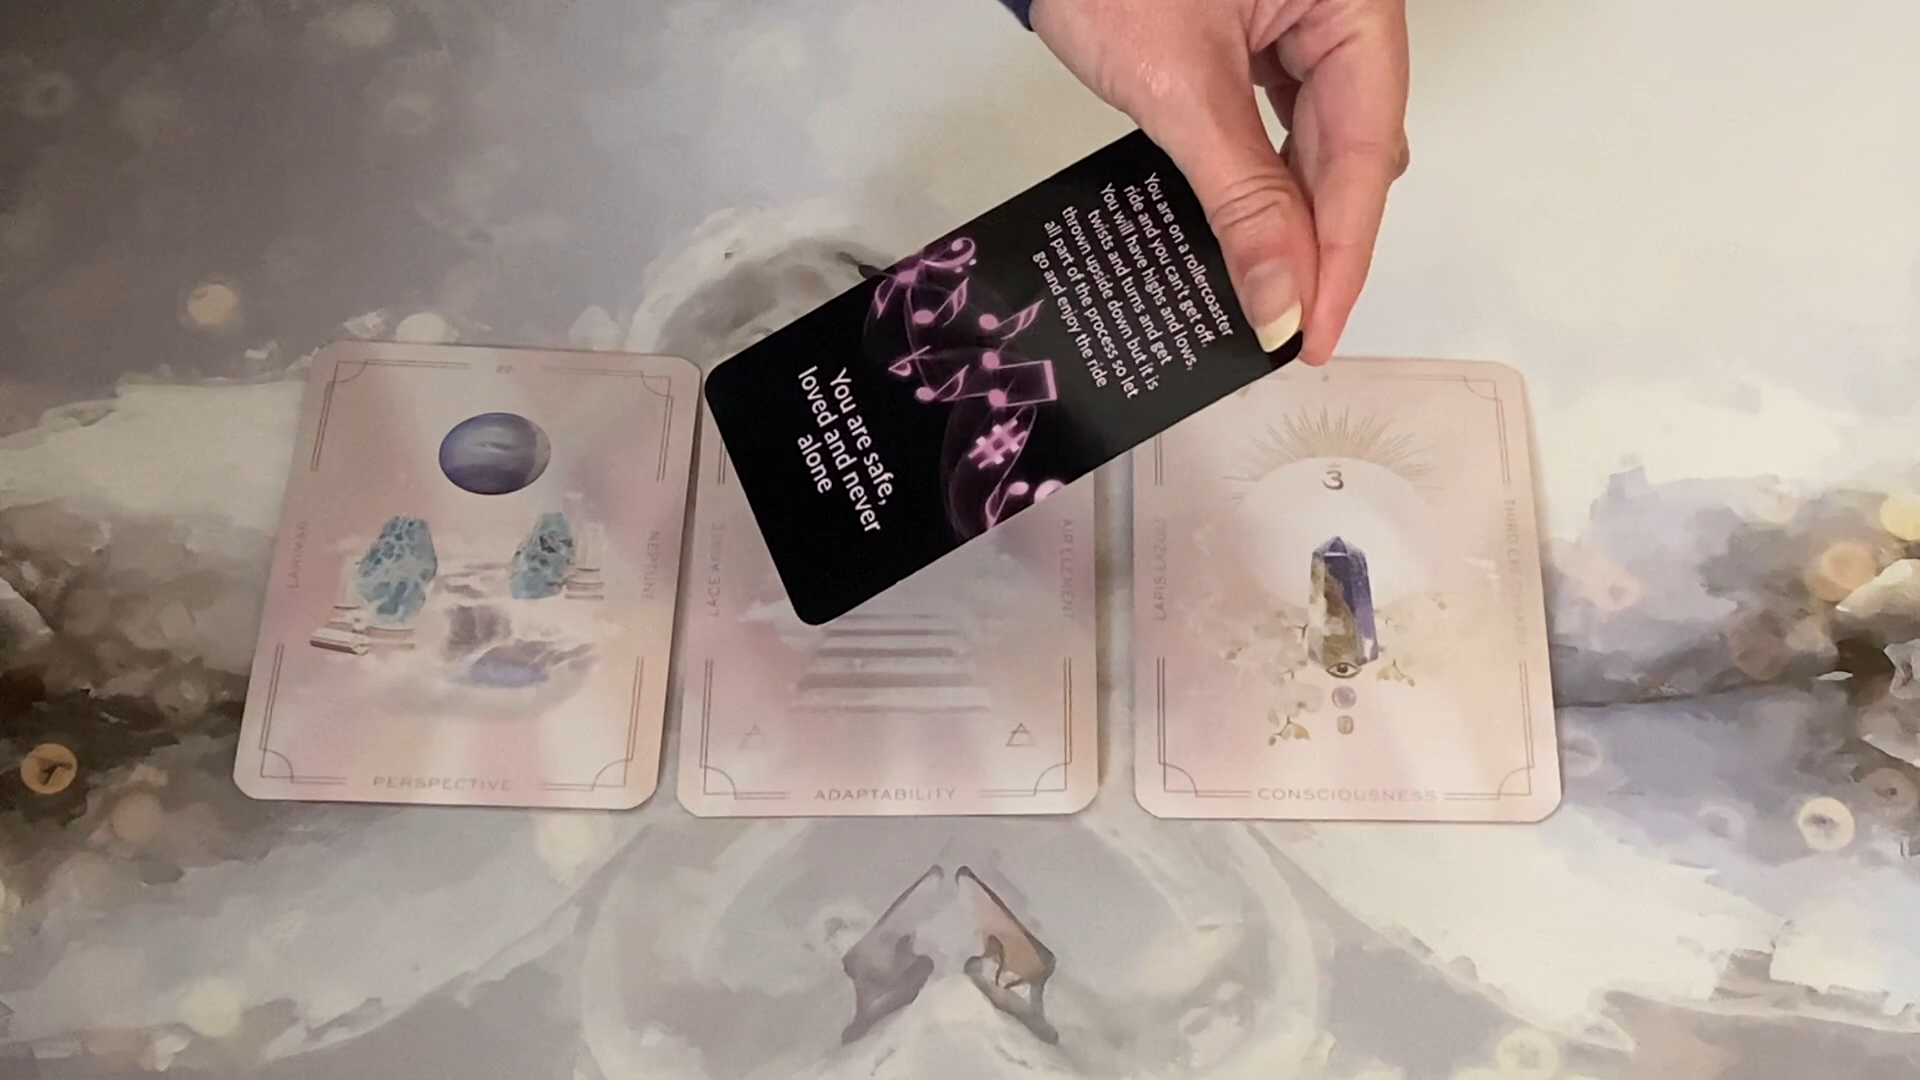 You are on a rollercoaster
ride and you can't get off.
You will have highs and lows,
twists and turns and get
thrown upside down but it is
all part of the process so let
go and enjoy the ride
You are safe,
loved and never
alone
LARIMAR
NEPTUNE
PERSPECTIVE
LACE AGATE
AIR ELEMENT
ADAPTABILITY
3
LAPIS LAZULI
THIRD EYE CHAKRA
CONSCIOUSNESS